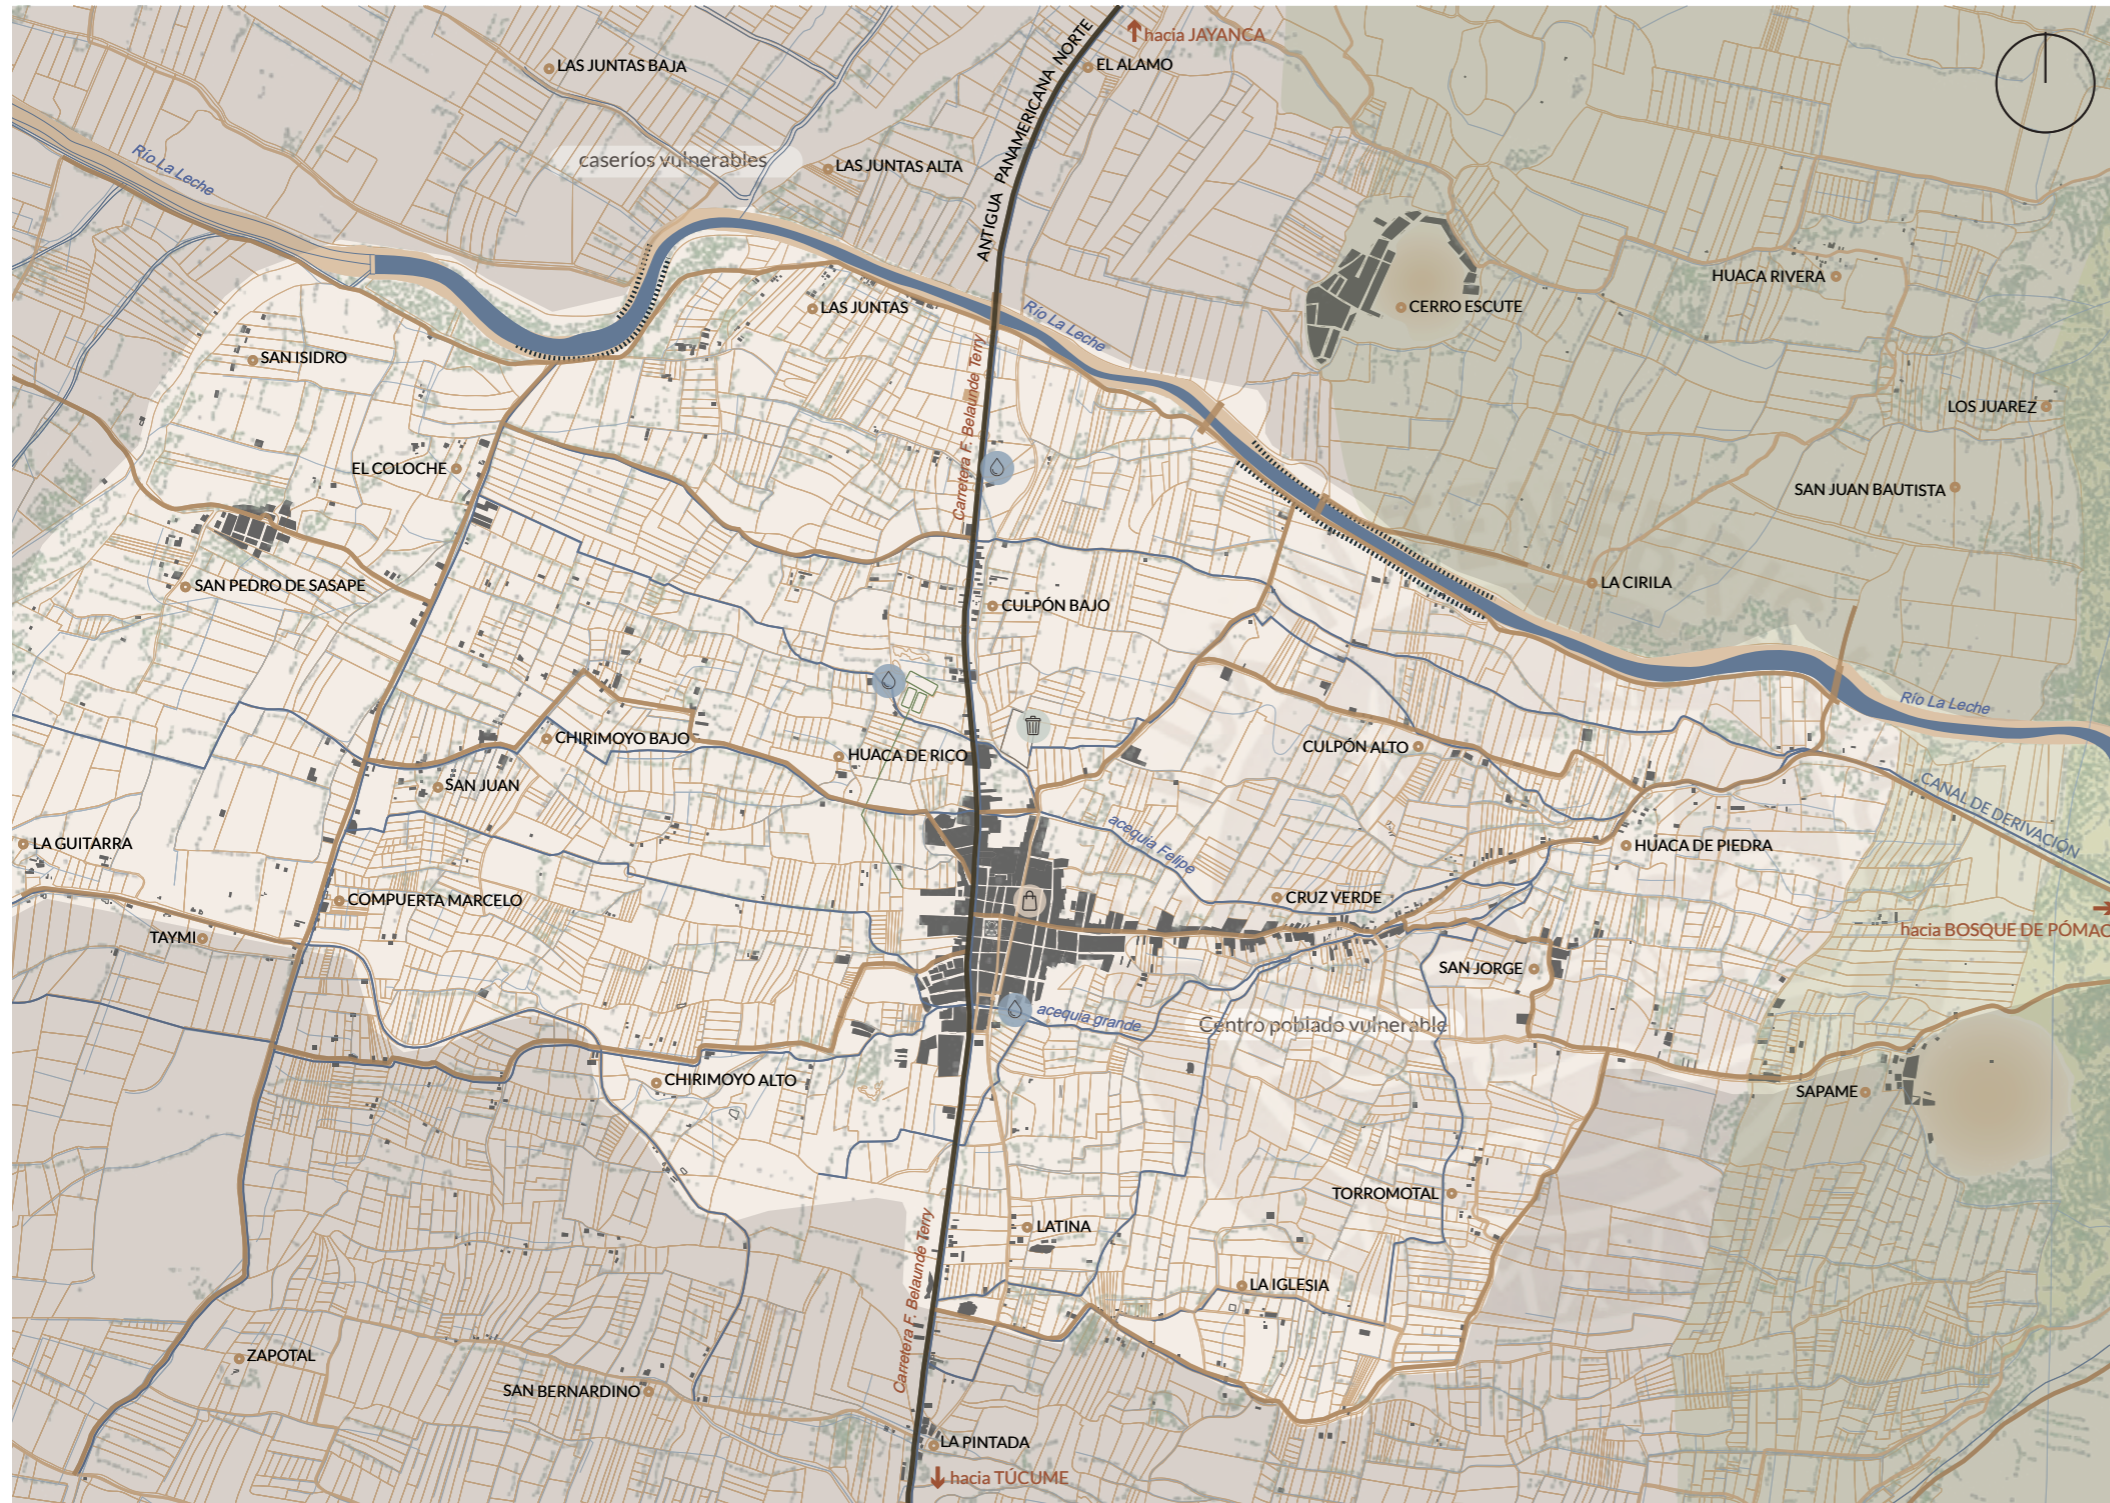 hacia JAYANCA
LAS JUNTAS BAJA
EL ALAMO
ANTIGUA PANAMERICANA NORTE
Río La Leche
caseríos vulnerables
LAS JUNTAS ALTA
HUACA RIVERA
LAS JUNTAS
Río La Leche
CERRO ESCUTE
SAN ISIDRO
Carretera F. Belaunde Terry
LOS JUAREZ
EL COLOCHE
SAN JUAN BAUTISTA
SAN PEDRO DE SASAPE
LA CIRILA
CULPÓN BAJO
Río La Leche
CHIRIMOYO BAJO
HUACA DE RICO
CULPÓN ALTO
SAN JUAN
CANAL DE DERIVACIÓN
LA GUITARRA
acequia Felipe
HUACA DE PIEDRA
COMPUERTA MARCELO
CRUZ VERDE
TAYMI
hacia BOSQUE DE PÓMAC
SAN JORGE
acequia grande
Centro poblado vulnerable
CHIRIMOYO ALTO
SAPAME
TORROMOTAL
LATINA
Carretera F. Belaunde Terry
LA IGLESIA
ZAPOTAL
SAN BERNARDINO
LA PINTADA
hacia TÚCUME